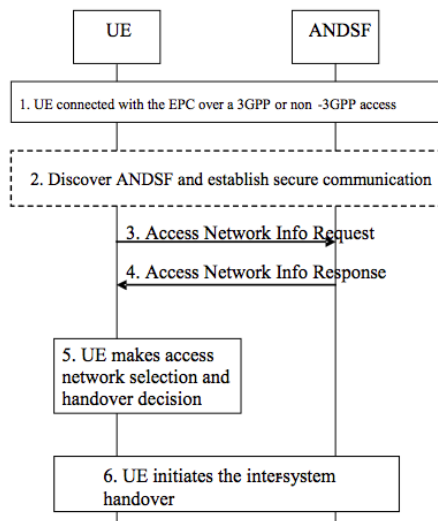 UE
ANDSF
1. UE connected with the EPC over a 3GPP or non -3GPP access
2. Discover ANDSF and establish secure communication
3. Access Network Info Request
4. Access Network Info Response
5. UE makes access
network selection and
handover decision
6. UE initiates the inter-system
handover